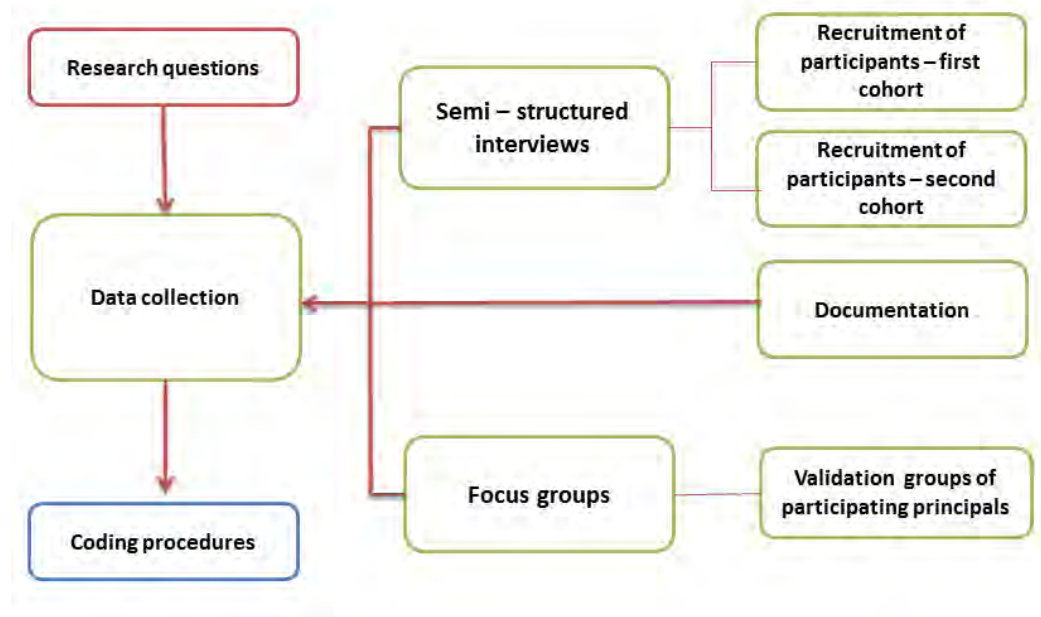 Research questions
Data collection
Coding procedures
Semi – structured
interviews
Recruitment of
participants – first
cohort
Recruitment of
participants – second
cohort
Documentation
Focus groups
Validation groups of
participating principals